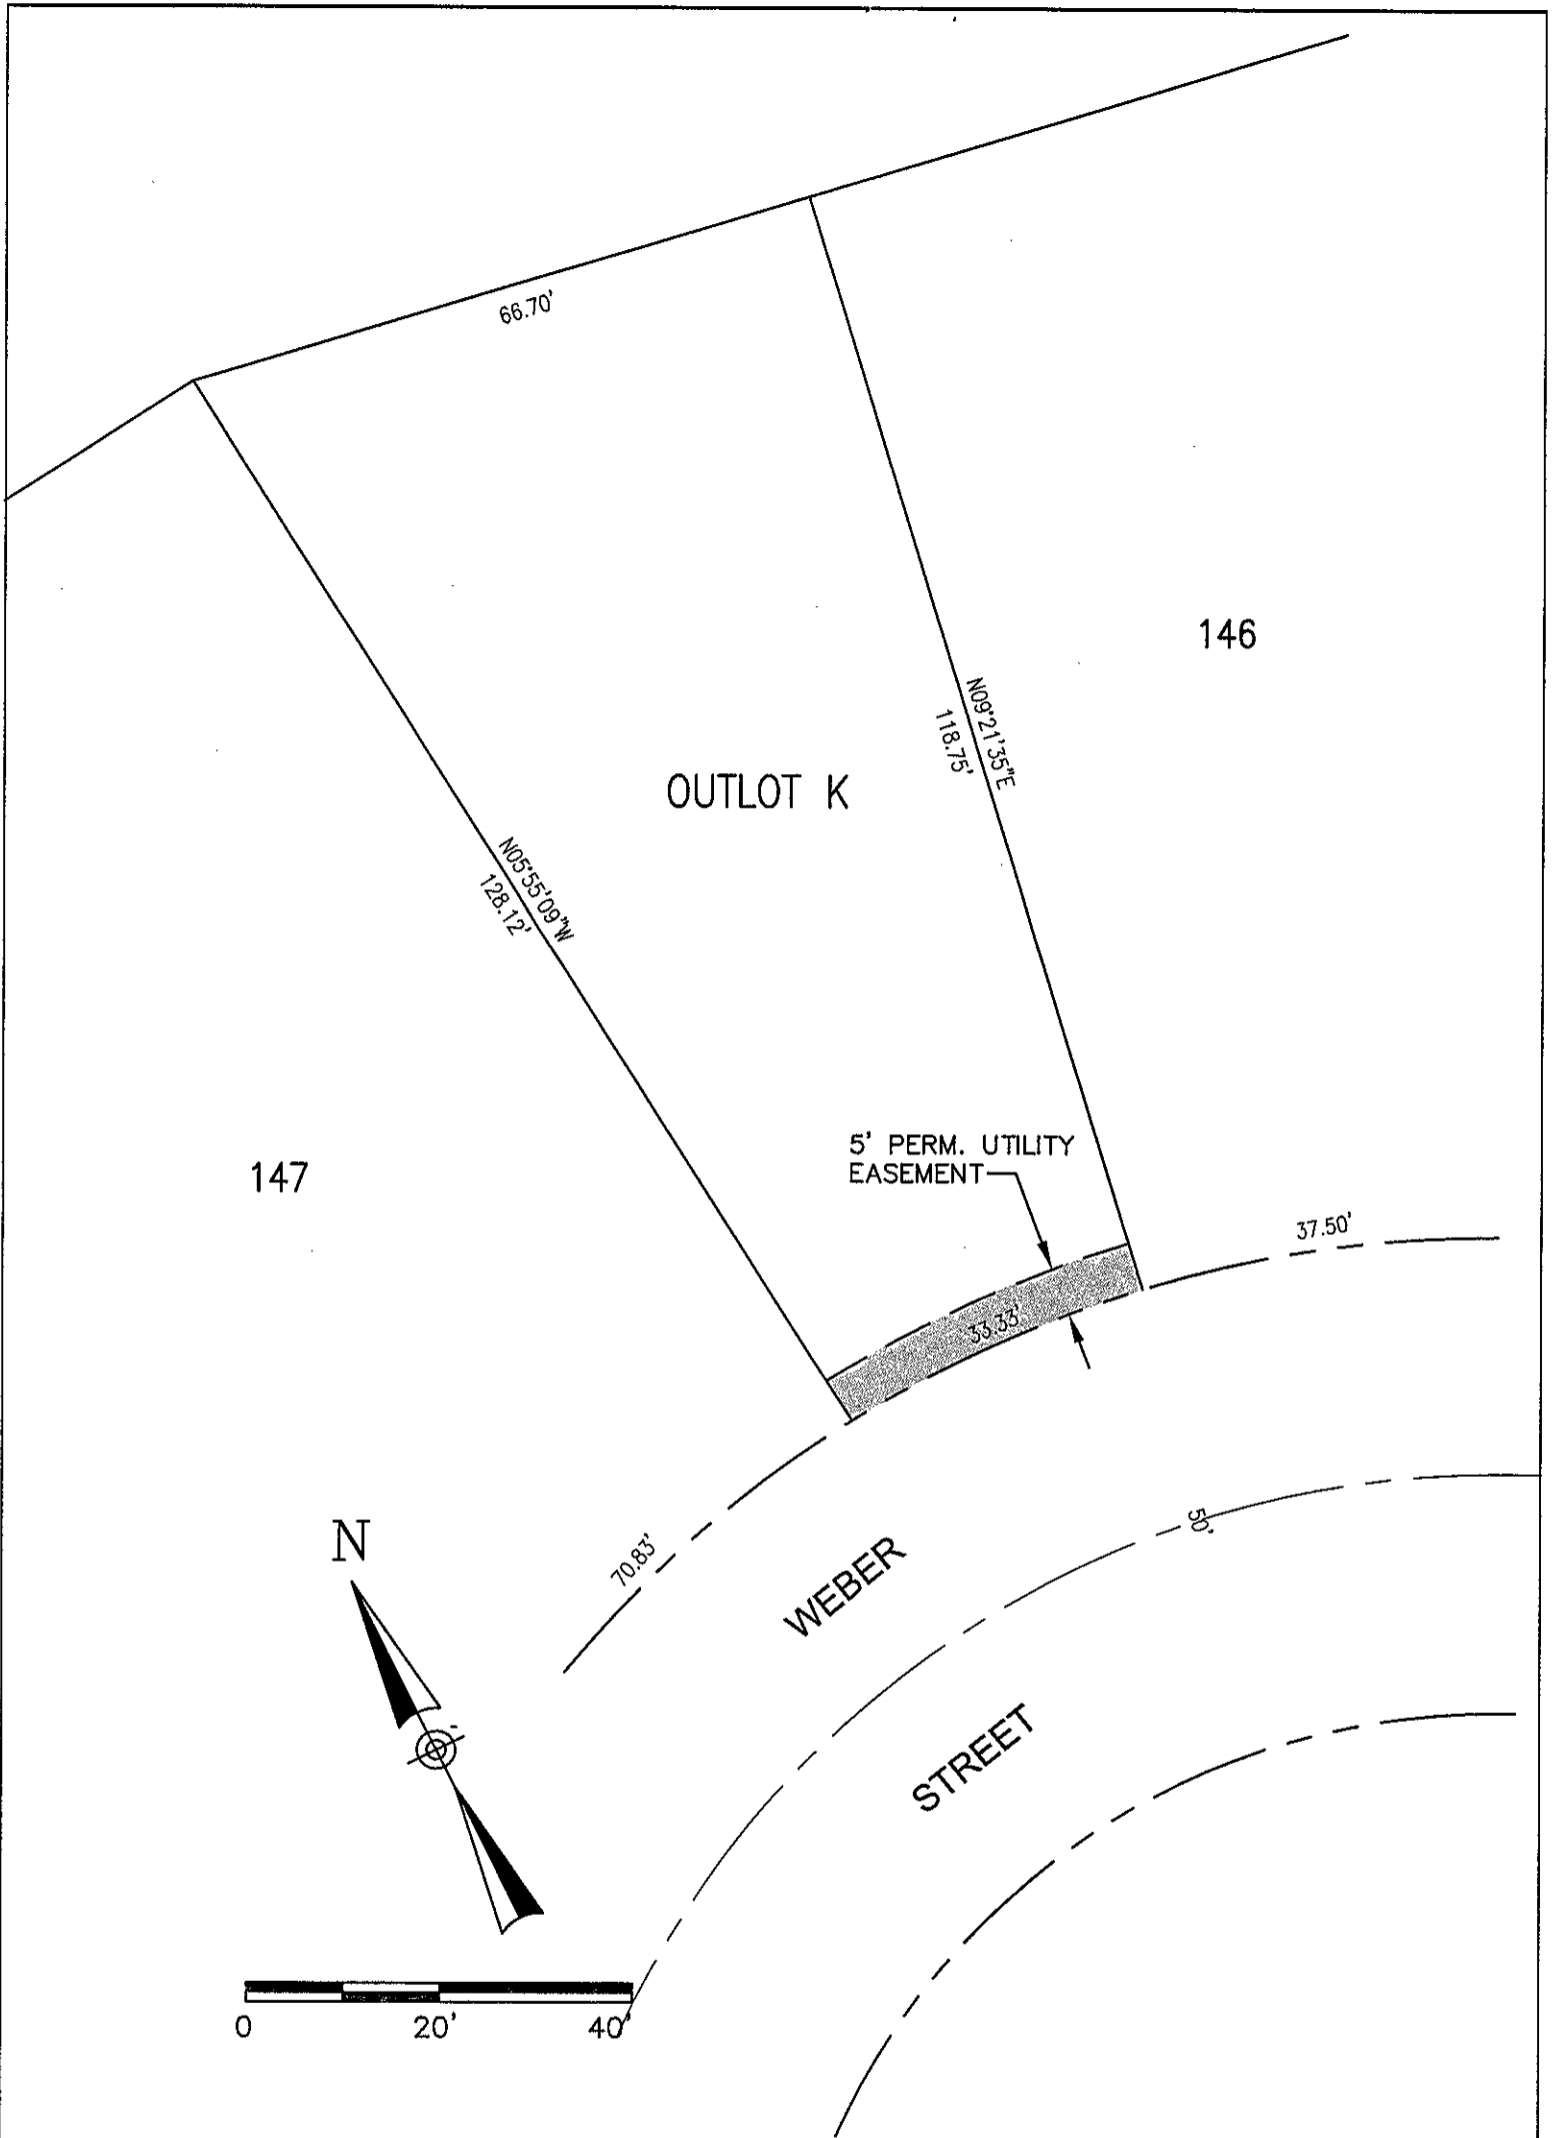 66.70'
146
N09°21'35"E
118.75'
OUTLOT K
N05°55'09"W
128.12'
5' PERM. UTILITY
EASEMENT
147
37.50'
33.33'
50'
N
70.83'
WEBER
STREET
0 20' 40'